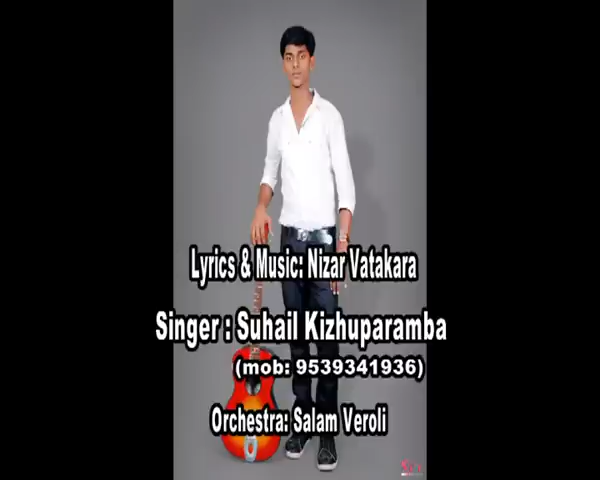 Lyrics & Music: Nizar Vatakara
Singer : Suhail Kizhuparamba
(mob: 9539341936)
Orchestra: Salam Veroli